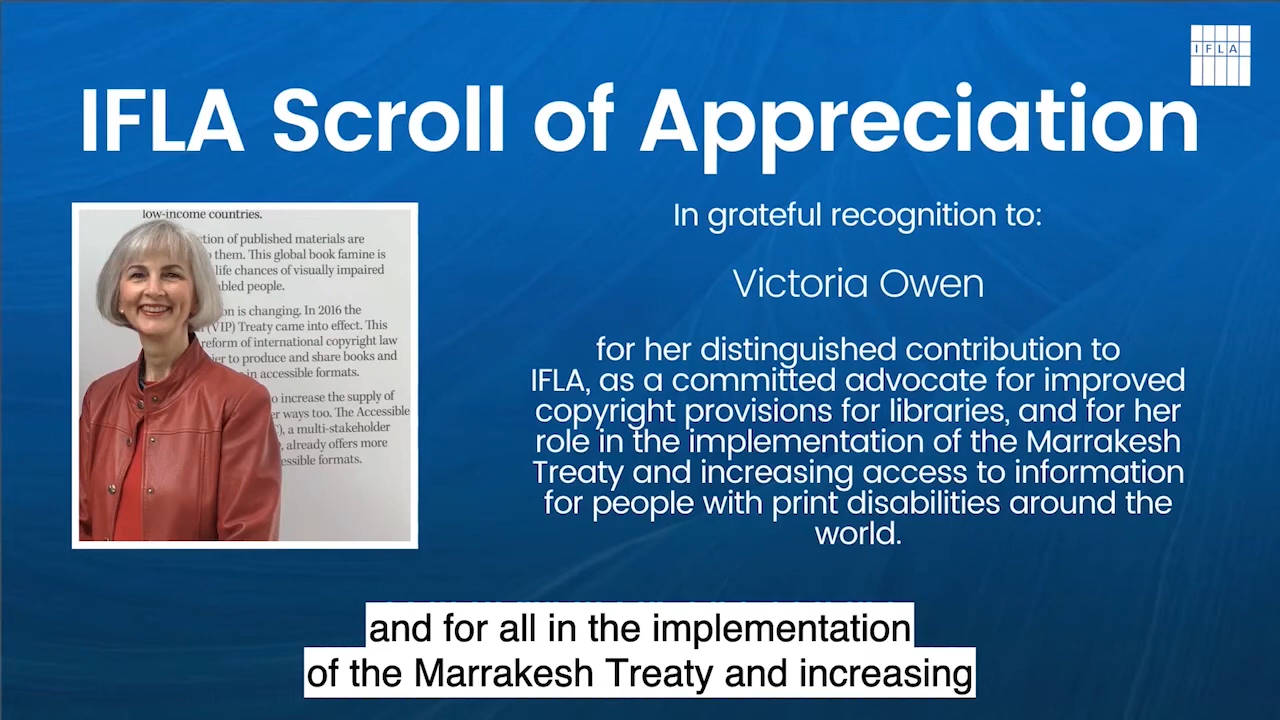 IFLA
IFLA Scroll of Appreciation
low-income countries.
of published materials are
them. This global book famine is
life chances of visually impaired
people.
is changing. In 2016 the
(VIP) Treaty came into effect. This
reform of international copyright law
to produce and share books and
in accessible formats.
increase the supply of
ways too. The Accessible
a multi-stakeholder
already offers more
formats.
In grateful recognition to:
Victoria Owen
for her distinguished contribution to
IFLA, as a committed advocate for improved
copyright provisions for libraries, and for her
role in the implementation of the Marrakesh
Treaty and increasing access to information
for people with print disabilities around the
world.
and for all in the implementation
of the Marrakesh Treaty and increasing